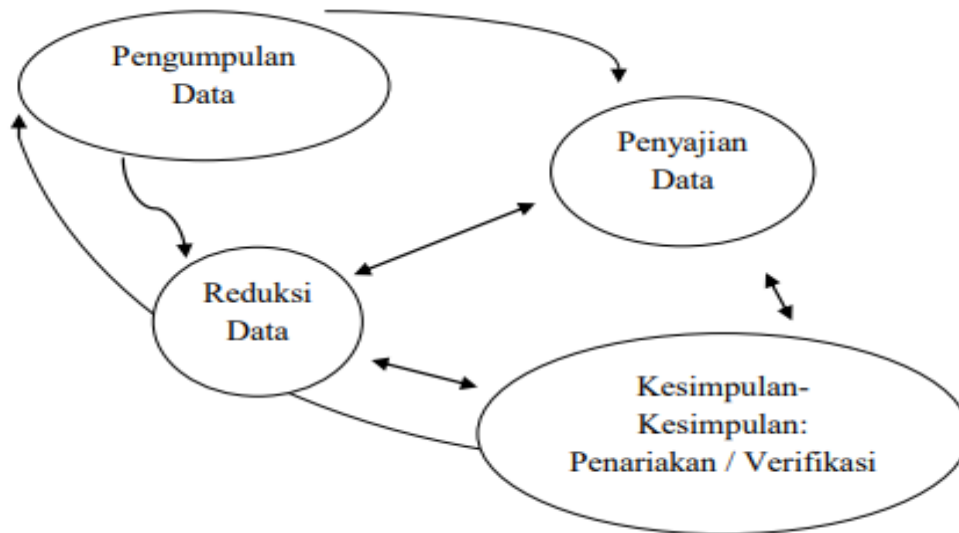 Pengumpulan
Data
Penyajian
Data
Reduksi
Data
Kesimpulan-
Kesimpulan:
Penariakan / Verifikasi